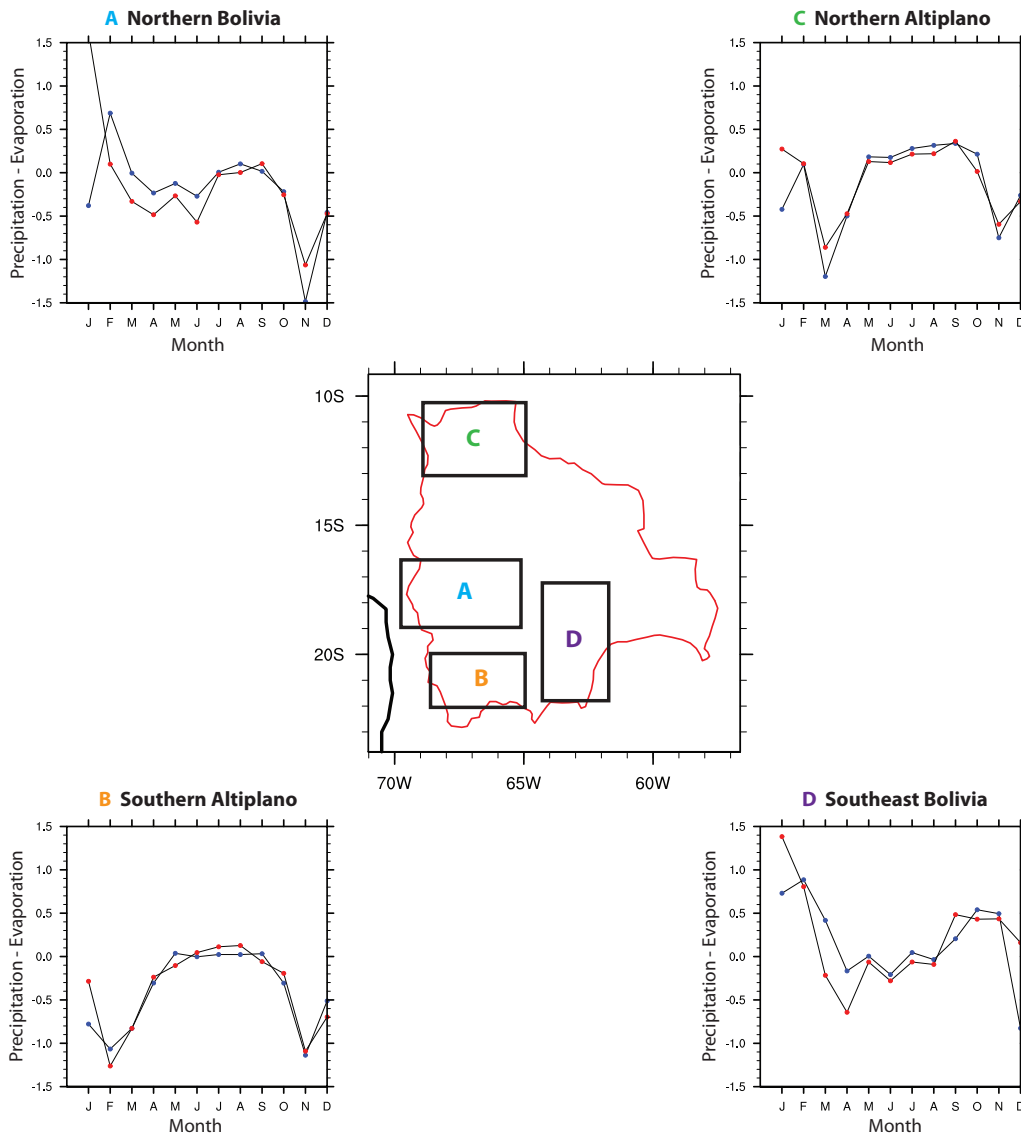 A Northern Bolivia
1.5
1.0
0.5
0.0
-0.5
-1.0
-1.5
Precipitation - Evaporation
J F M A M J J A S O N D
Month
C Northern Altiplano
1.5
1.0
0.5
0.0
-0.5
-1.0
-1.5
Precipitation - Evaporation
J F M A M J J A S O N D
Month
10S
15S
20S
70W 65W 60W
C
A
D
B
B Southern Altiplano
1.5
1.0
0.5
0.0
-0.5
-1.0
-1.5
Precipitation - Evaporation
J F M A M J J A S O N D
Month
D Southeast Bolivia
1.5
1.0
0.5
0.0
-0.5
-1.0
-1.5
Precipitation - Evaporation
J F M A M J J A S O N D
Month